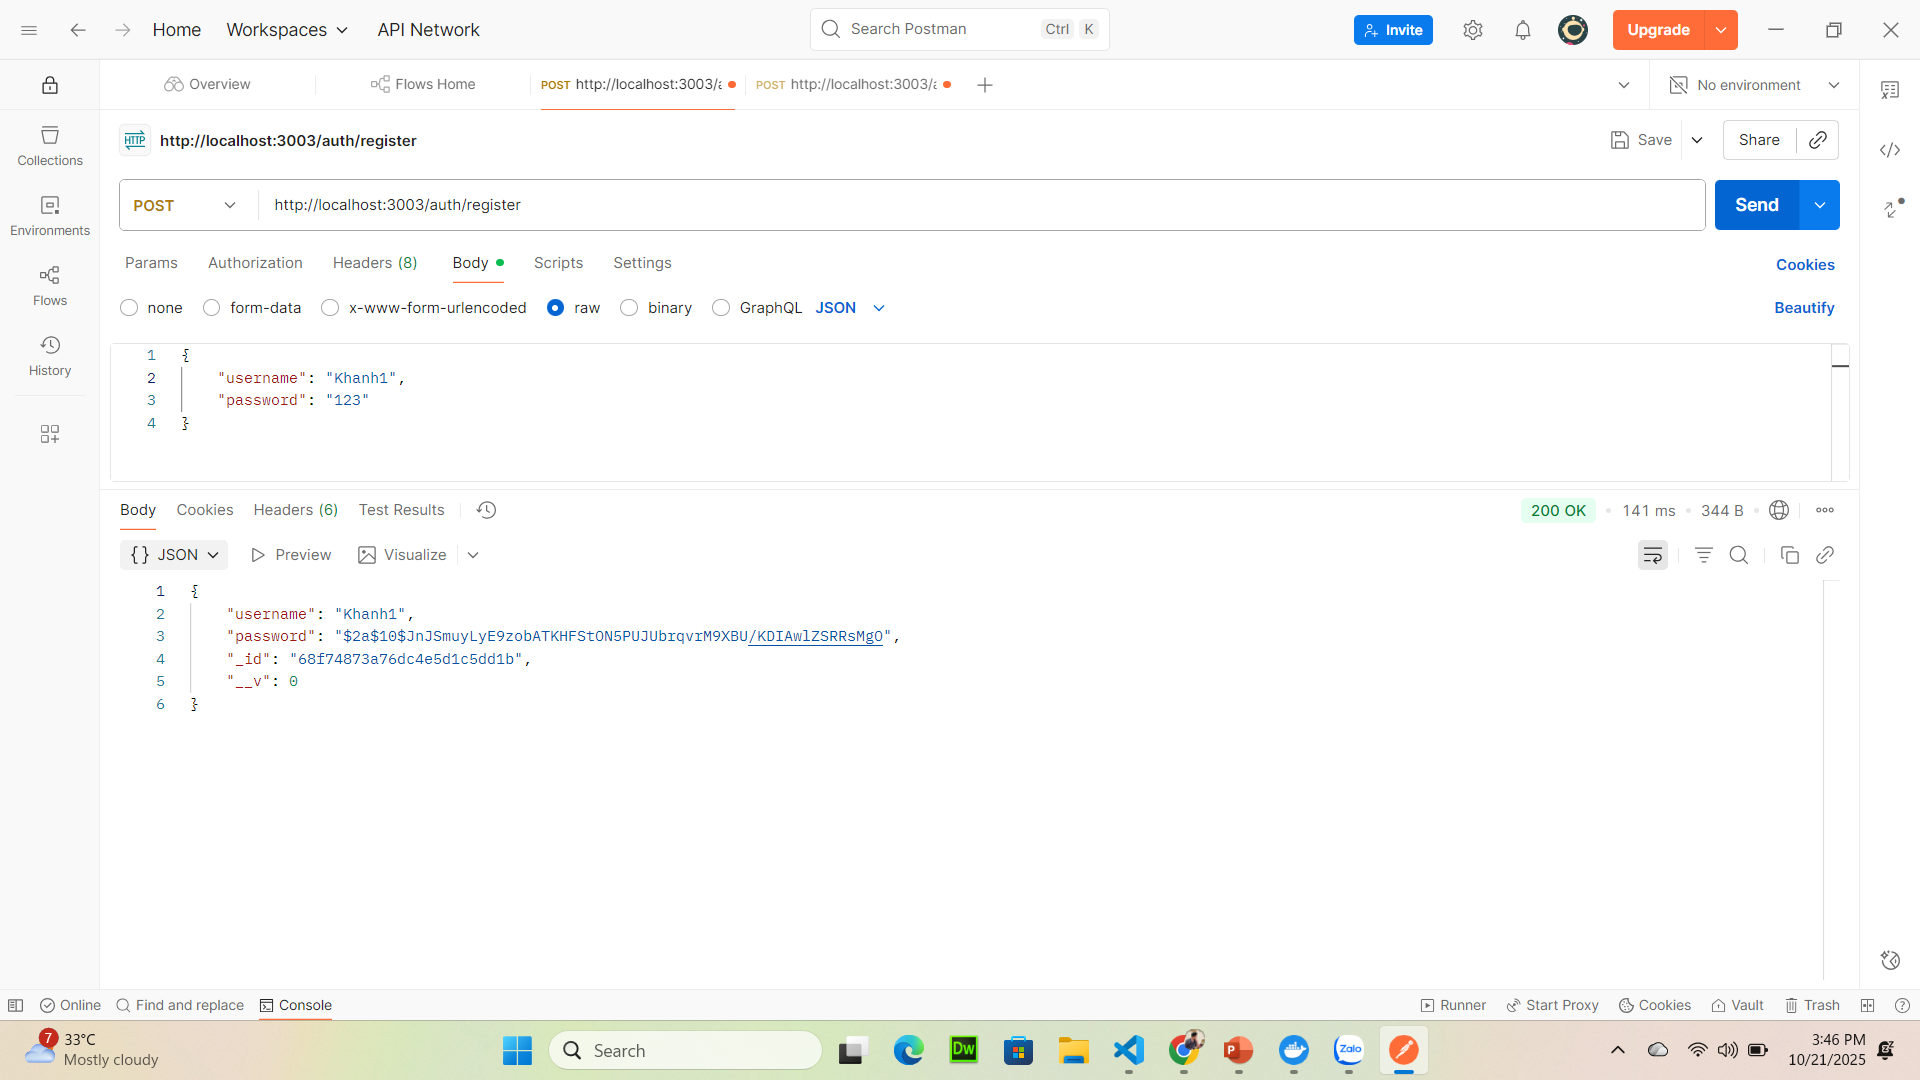 Home Workspaces API Network Search Postman Ctrl K Invite Upgrade
Overview Flows Home POST http://localhost:3003/a POST http://localhost:3003/a No environment
HTTP http://localhost:3003/auth/register Save Share
POST http://localhost:3003/auth/register Send
Collections
Environments
Flows
History
Params Authorization Headers (8) Body Scripts Settings Cookies
none form-data x-www-form-urlencoded raw binary GraphQL JSON Beautify
1 {
2 "username": "Khanh1",
3 "password": "123"
4 }
Body Cookies Headers (6) Test Results 200 OK 141 ms 344 B
{} JSON Preview Visualize
1 {
2 "username": "Khanh1",
3 "password": "$2a$10$JnJSmuyLyE9zobATKHFStON5PUJUbrqvrM9XBU/KDIAwlZSRRsMgO",
4 "_id": "68f74873a76dc4e5d1c5dd1b",
5 "__v": 0
6 }
Online Find and replace Console Runner Start Proxy Cookies Vault Trash
7 33°C
Mostly cloudy
Search
Dw
P
Zalo
3:46 PM
10/21/2025